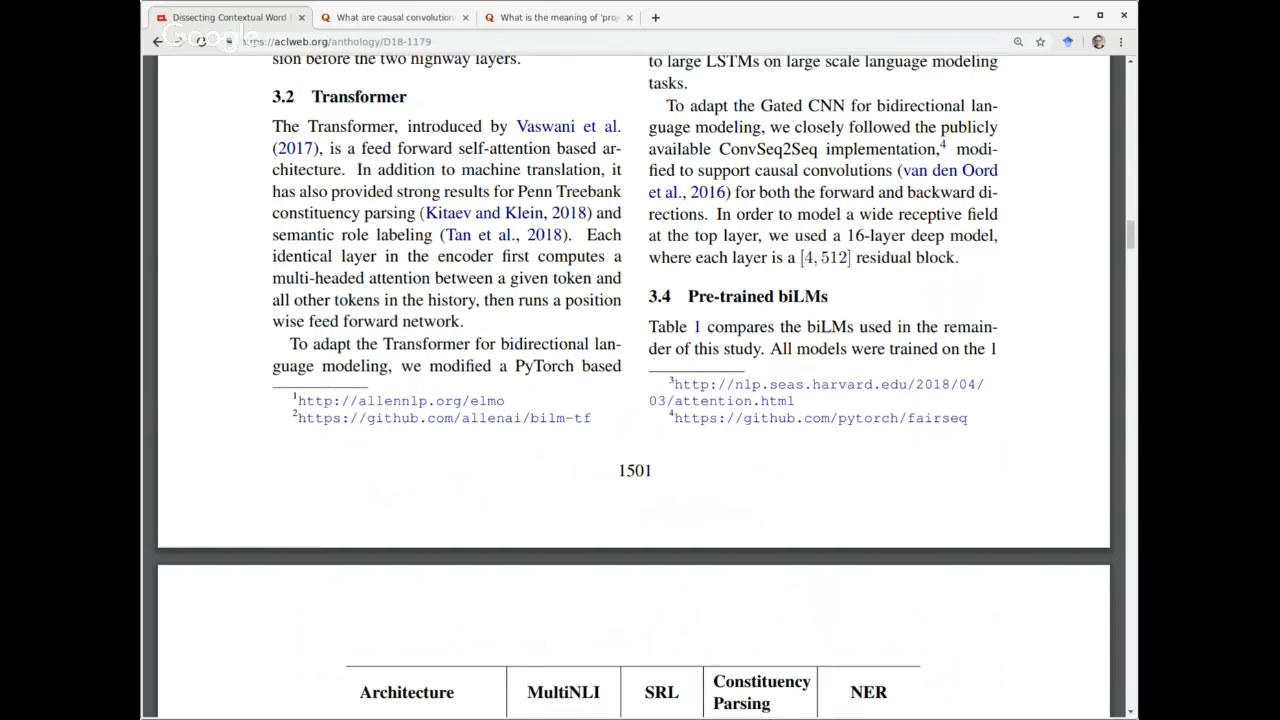 Dissecting Contextual Word
What are causal convolution
What is the meaning of 'pro
Google
https://aclweb.org/anthology/D18-1179
sion before the two highway layers.
3.2 Transformer
The Transformer, introduced by Vaswani et al.
(2017), is a feed forward self-attention based ar-
chitecture. In addition to machine translation, it
has also provided strong results for Penn Treebank
constituency parsing (Kitaev and Klein, 2018) and
semantic role labeling (Tan et al., 2018). Each
identical layer in the encoder first computes a
multi-headed attention between a given token and
all other tokens in the history, then runs a position
wise feed forward network.
To adapt the Transformer for bidirectional lan-
guage modeling, we modified a PyTorch based
1http://allennlp.org/elmo
2https://github.com/allenai/bilm-tf
to large LSTMs on large scale language modeling
tasks.
To adapt the Gated CNN for bidirectional lan-
guage modeling, we closely followed the publicly
available ConvSeq2Seq implementation,4 modi-
fied to support causal convolutions (van den Oord
et al., 2016) for both the forward and backward di-
rections. In order to model a wide receptive field
at the top layer, we used a 16-layer deep model,
where each layer is a [4, 512] residual block.
3.4 Pre-trained biLMs
Table 1 compares the biLMs used in the remain-
der of this study. All models were trained on the 1
3http://nlp.seas.harvard.edu/2018/04/
03/attention.html
4https://github.com/pytorch/fairseq
1501
Architecture
MultiNLI
SRL
Constituency
Parsing
NER